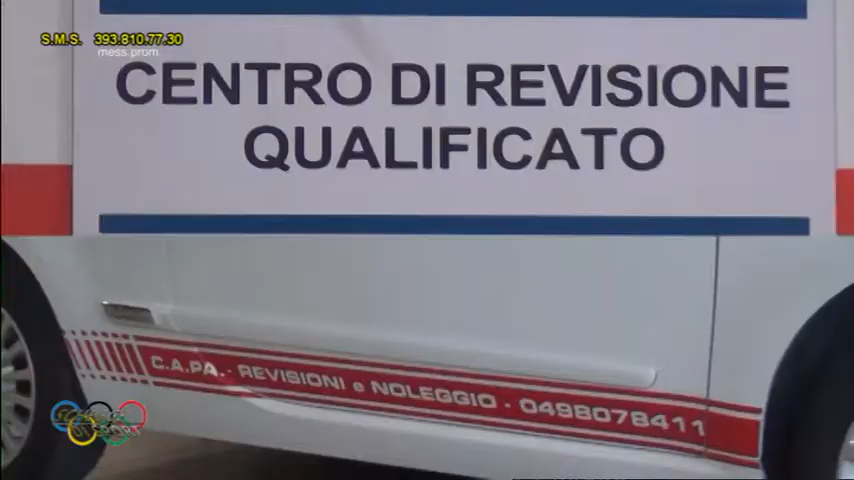 S.M.S. 393.810.77.30
mess.prom
CENTRO DI REVISIONE
QUALIFICATO
C.A.PA. - REVISIONI e NOLEGGIO - 0498078411